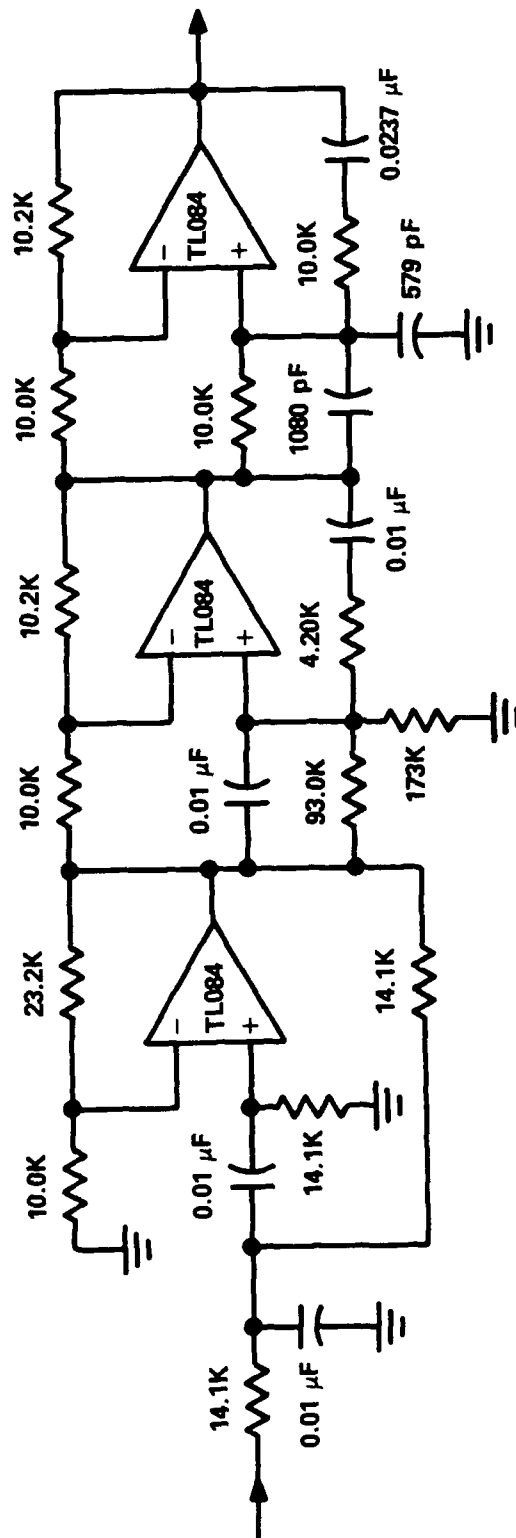 10.0K
23.2K
10.0K
10.2K
10.0K
10.2K
−
TL084
+
−
TL084
+
−
TL084
+
14.1K
0.01 μF
0.01 μF
14.1K
14.1K
0.01 μF
93.0K
173K
4.20K
0.01 μF
10.0K
1080 pF
579 pF
10.0K
0.0237 μF